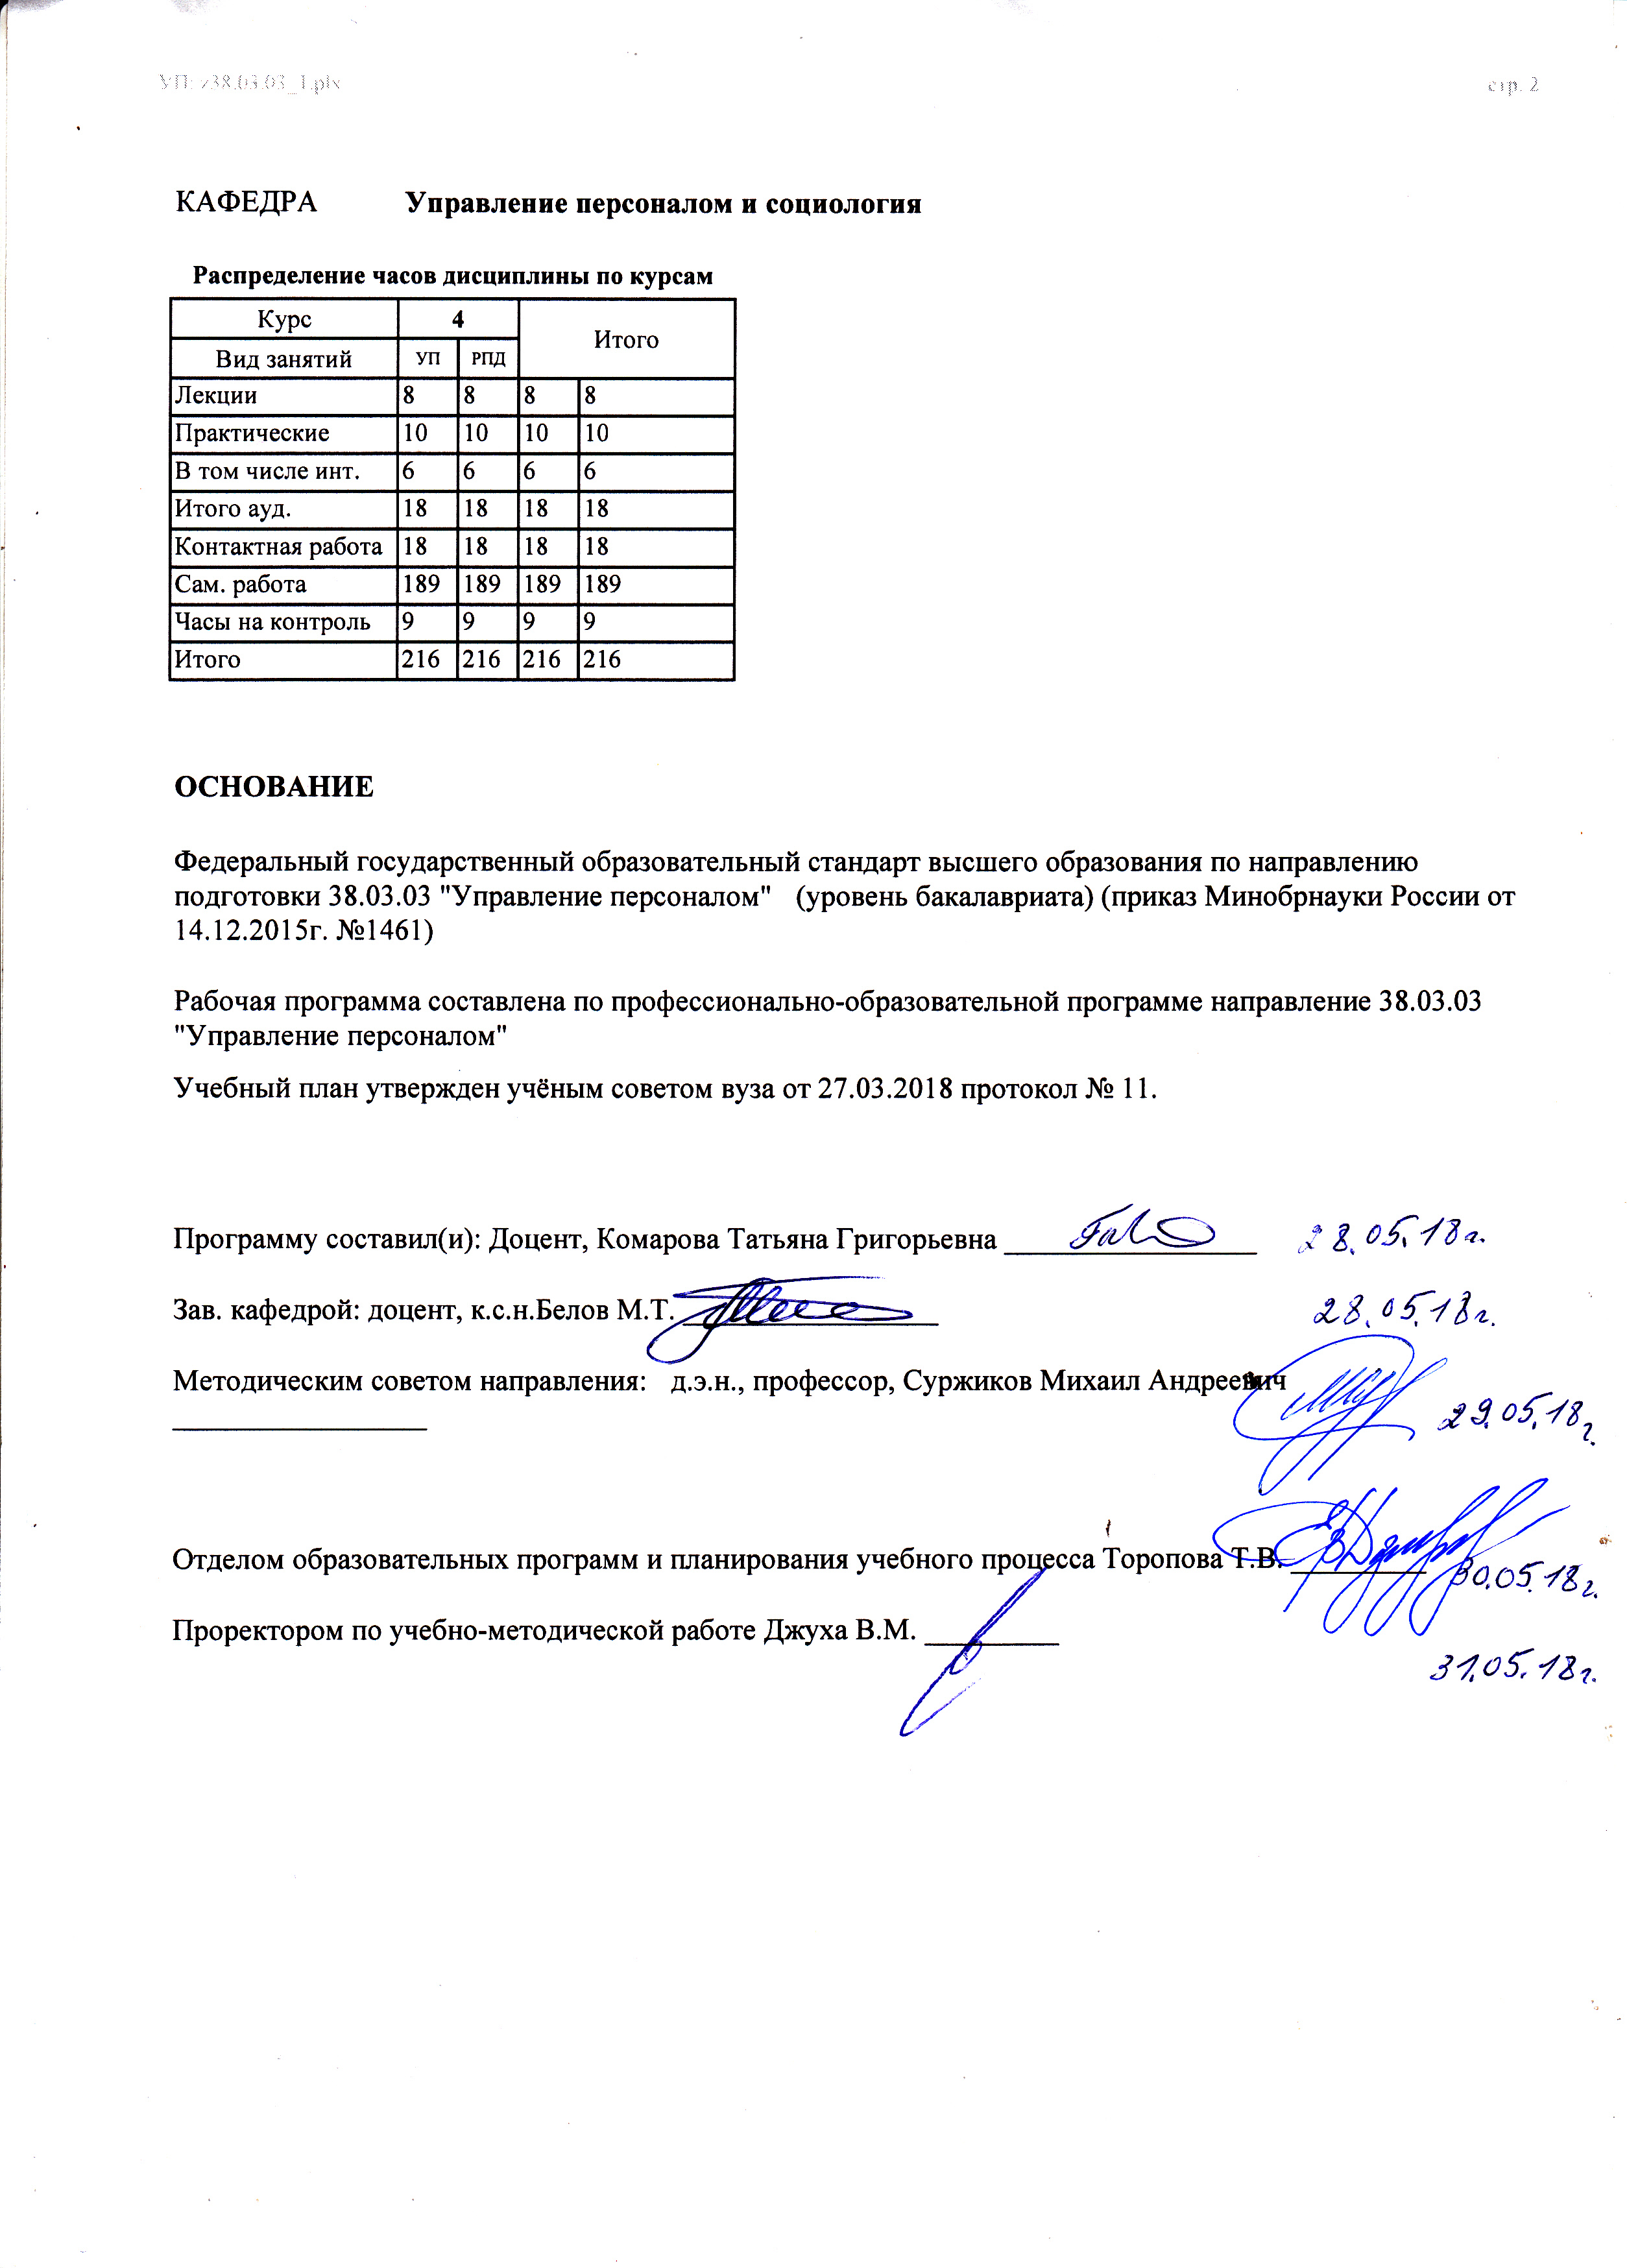 УП: z38.03.03_1.plx стр. 2
КАФЕДРА Управление персоналом и социология
Распределение часов дисциплины по курсам
Курс 4 Итого
Вид занятий УП РПД
Лекции 8 8 8 8
Практические 10 10 10 10
В том числе инт. 6 6 6 6
Итого ауд. 18 18 18 18
Контактная работа 18 18 18 18
Сам. работа 189 189 189 189
Часы на контроль 9 9 9 9
Итого 216 216 216 216
ОСНОВАНИЕ
Федеральный государственный образовательный стандарт высшего образования по направлению
подготовки 38.03.03 "Управление персоналом" (уровень бакалавриата) (приказ Минобрнауки России от
14.12.2015г. №1461)
Рабочая программа составлена по профессионально-образовательной программе направление 38.03.03
"Управление персоналом"
Учебный план утвержден учёным советом вуза от 27.03.2018 протокол № 11.
Программу составил(и): Доцент, Комарова Татьяна Григорьевна 28.05.18г.
Зав. кафедрой: доцент, к.с.н.Белов М.Т. 28.05.18г.
Методическим советом направления: д.э.н., профессор, Суржиков Михаил Андреевич
29.05.18г.
Отделом образовательных программ и планирования учебного процесса Торопова Т.В. 30.05.18г.
Проректором по учебно-методической работе Джуха В.М.
31.05.18г.